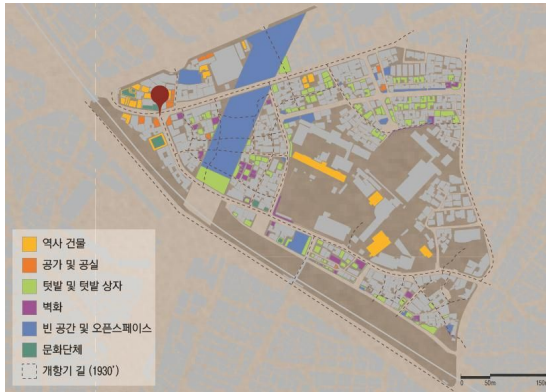 역사 건물
공가 및 공실
텃밭 및 텃밭 상자
벽화
빈 공간 및 오픈스페이스
문화단체
개항기 길 (1930')
0 50m 150m